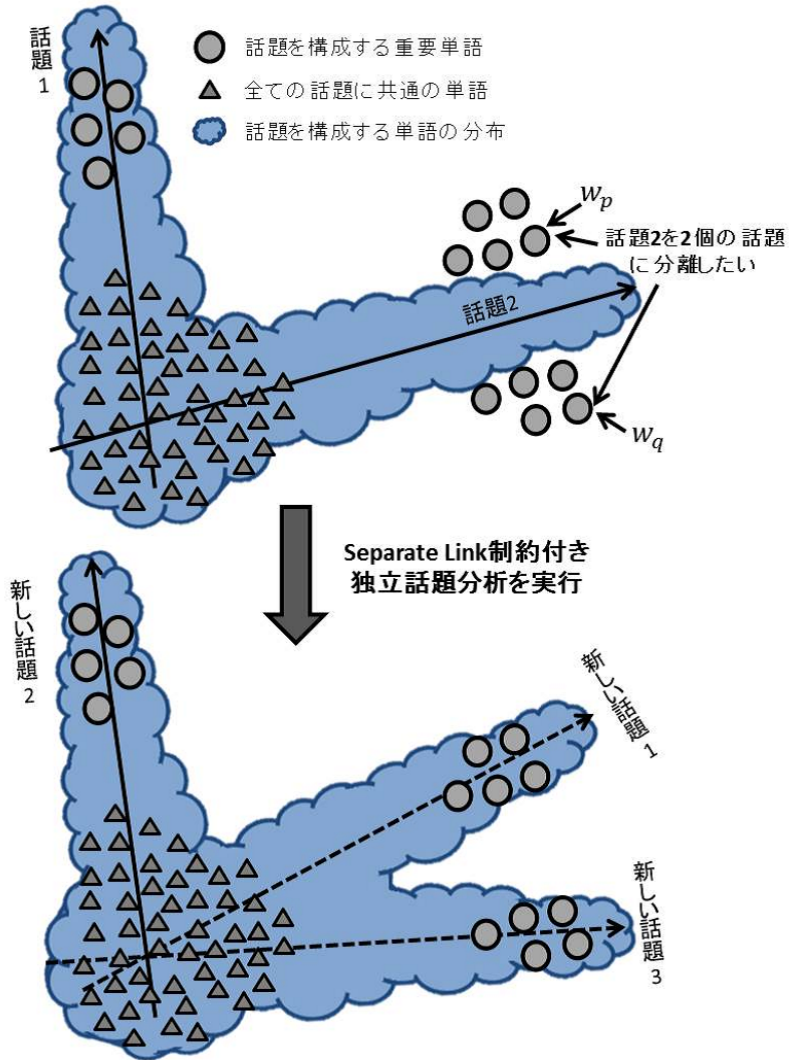 話題1
話題を構成する重要単語
全ての話題に共通の単語
話題を構成する単語の分布
w_p
話題2を2個の話題
に分離したい
話題2
w_q
Separate Link制約付き
独立話題分析を実行
新しい話題2
新しい話題1
新しい話題3